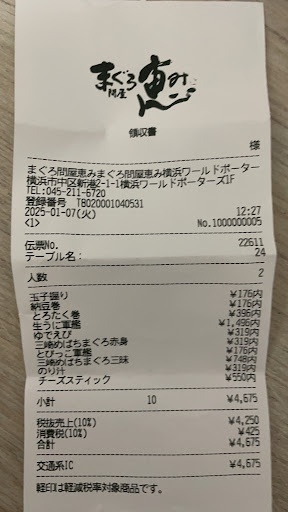 まぐろ問屋 恵み
領収書
様
まぐろ問屋恵みまぐろ問屋恵み横浜ワールドポーター
横浜市中区新港2-1-1横浜ワールドポーターズ1F
TEL:045-211-6720
登録番号 T8020001040531
2025-01-07(火) 12:27
<1> No.1000000005
伝票No. 22611
テーブル名: 24
人数 2
玉子握り ¥176内
納豆巻 ¥176内
とろたく巻 ¥396内
生うに軍艦 ¥1,496内
ゆでえび ¥319内
三崎めばちまぐろ赤身 ¥319内
とびっこ軍艦 ¥176内
三崎めばちまぐろ三昧 ¥748内
のり汁 ¥319内
チーズスティック ¥550内
小計 10 ¥4,675
税抜売上(10%) ¥4,250
消費税(10%) ¥425
合計 ¥4,675
交通系IC ¥4,675
軽印は軽減税率対象商品です。